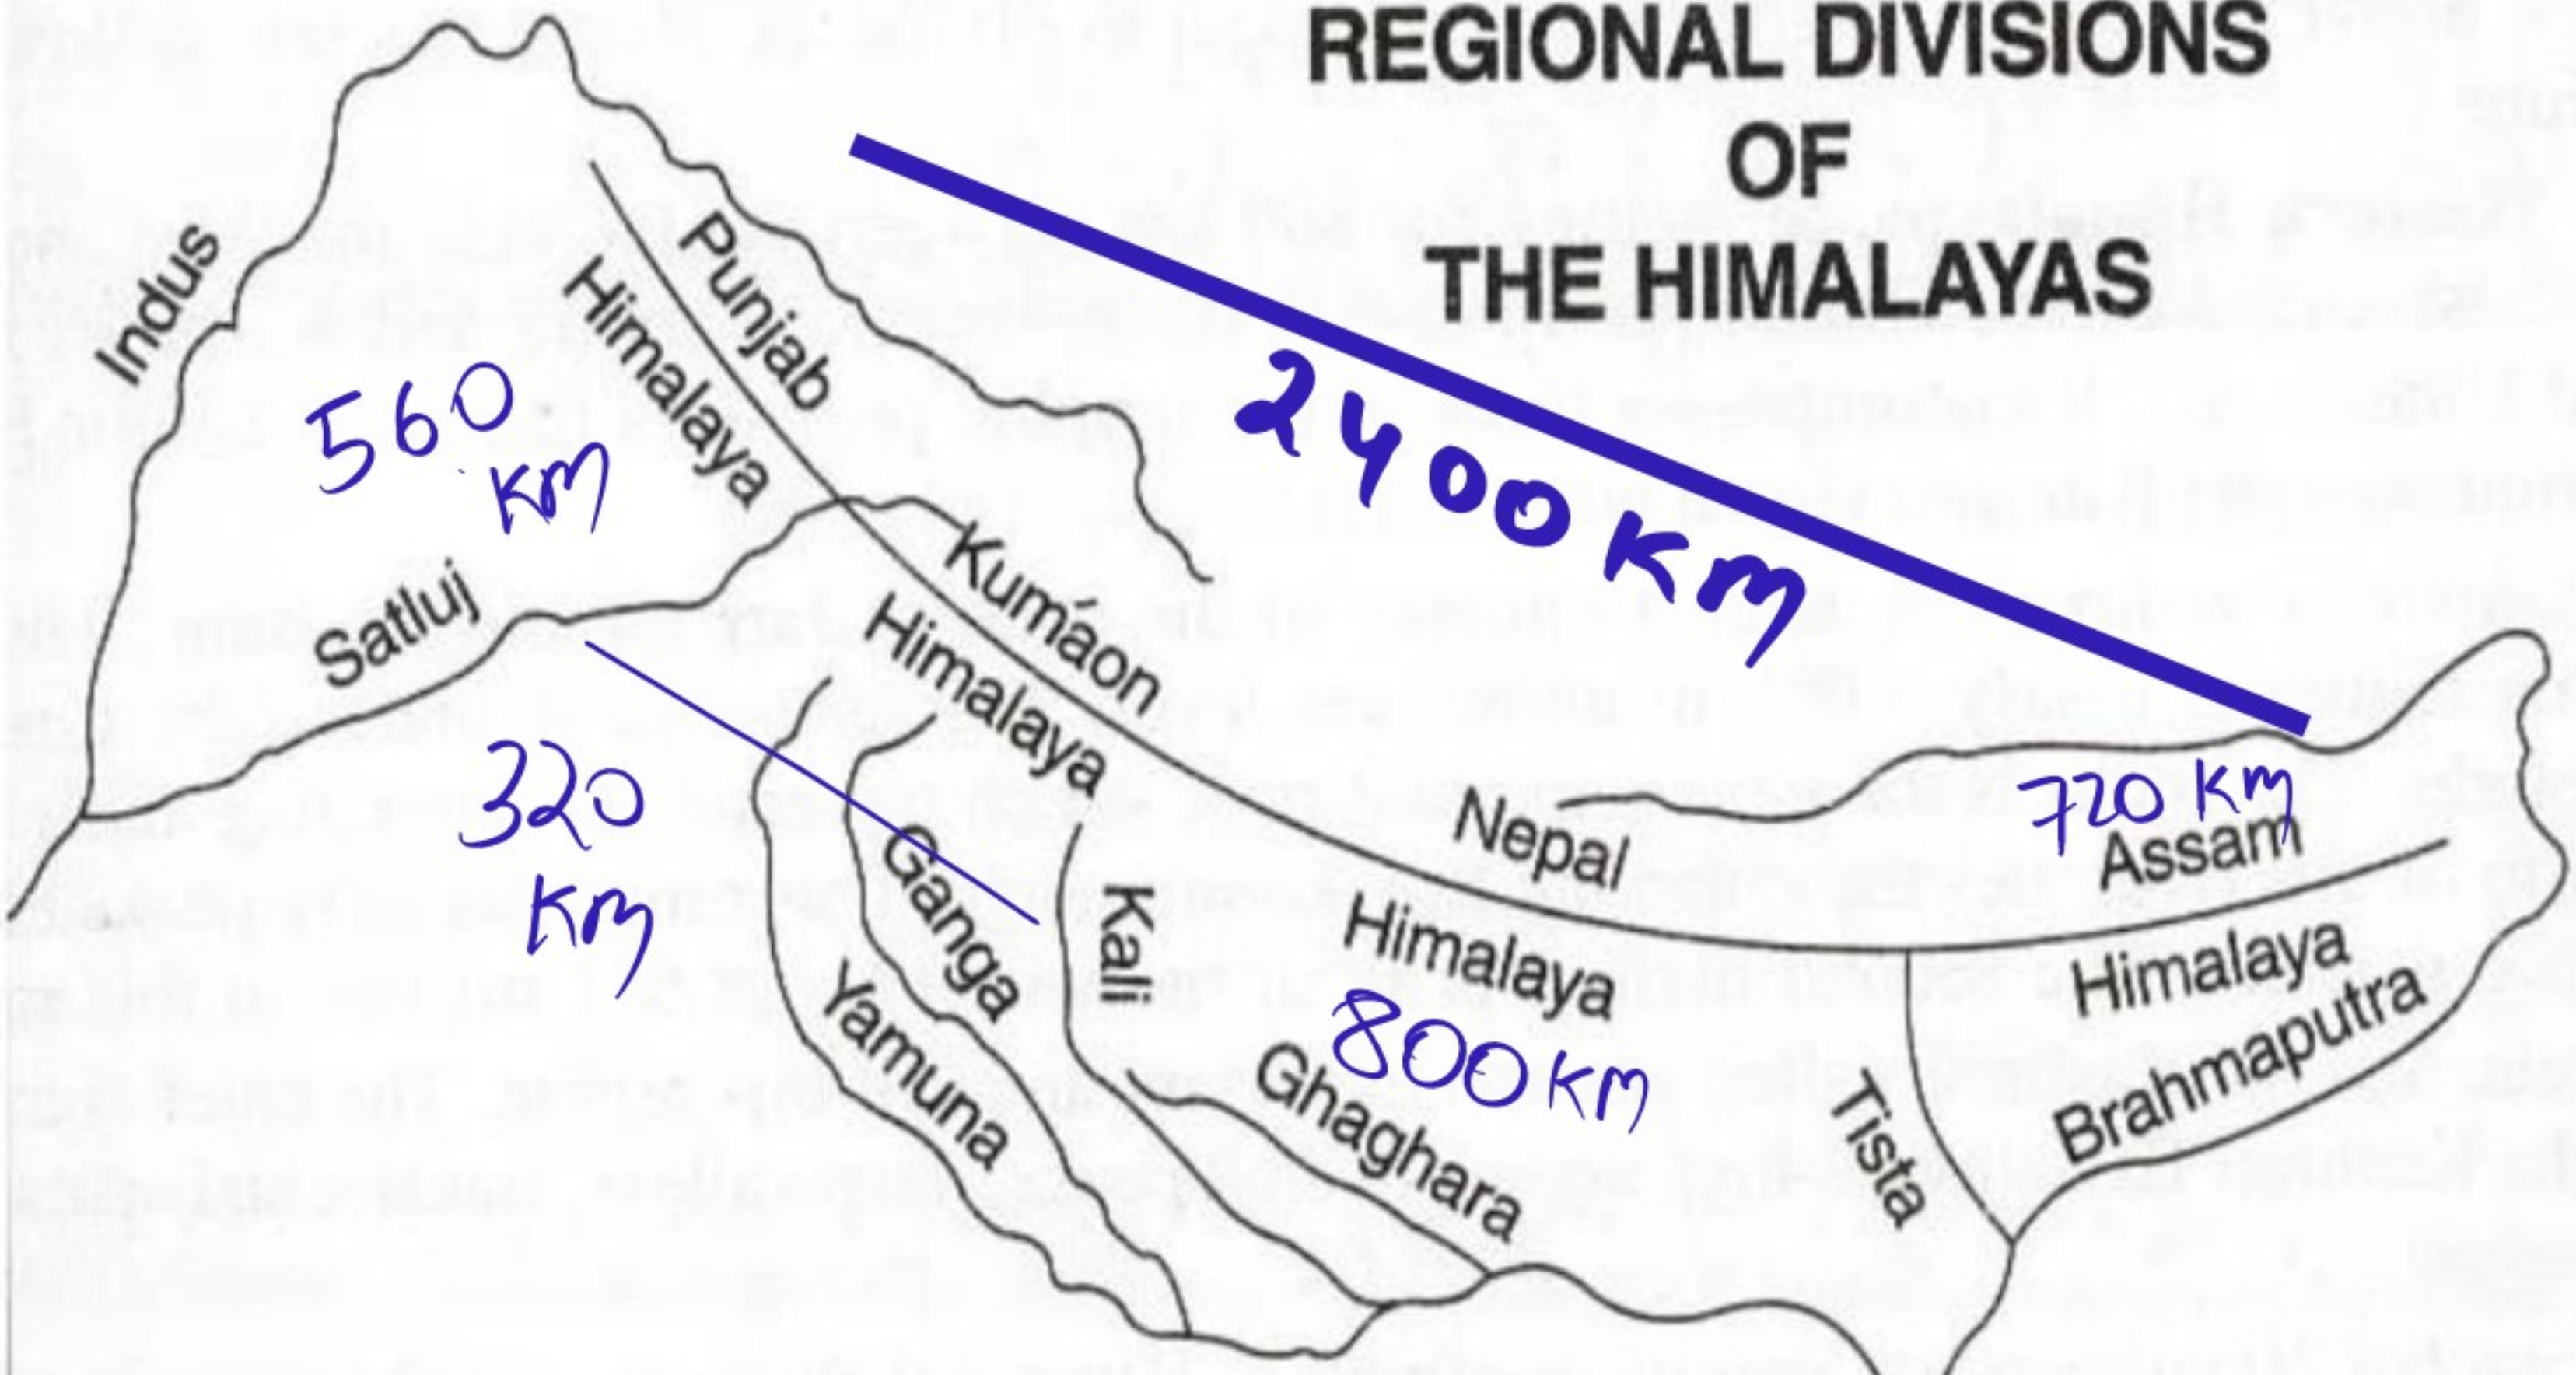 REGIONAL DIVISIONS
OF
THE HIMALAYAS
Indus
Punjab
Himalaya
560
KM
2400 KM
Satluj
Kumáon
Himalaya
320
KM
Ganga
Yamuna
Kali
Nepal
Himalaya
800 KM
Ghaghara
720 KM
Assam
Himalaya
Tista
Brahmaputra